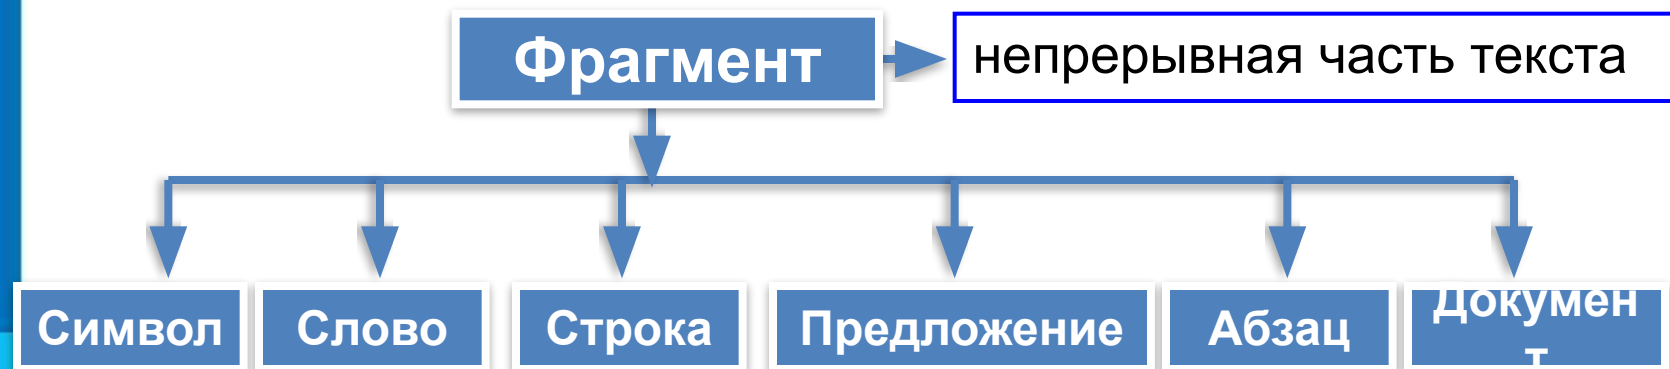 Фрагмент
непрерывная часть текста
Символ
Слово
Строка
Предложение
Абзац
Докумен
т